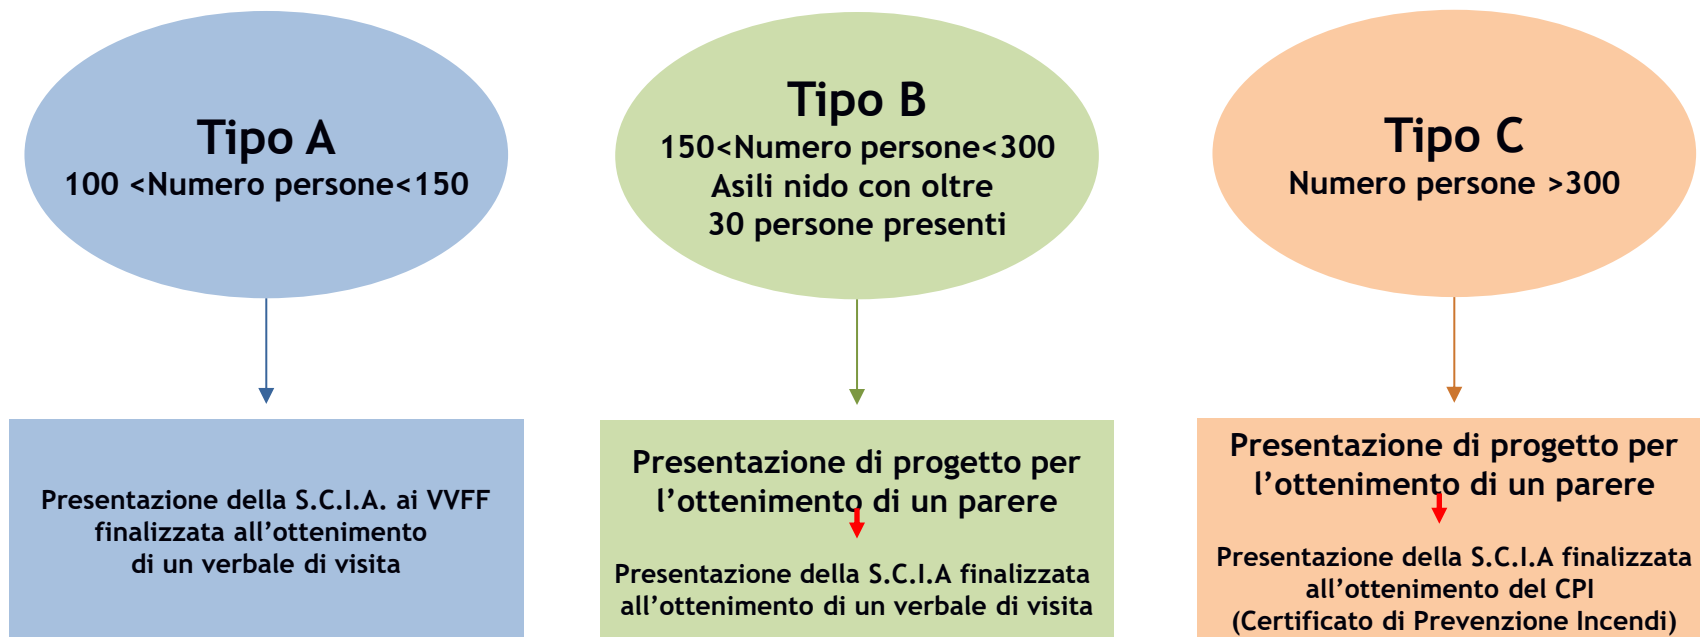 Tipo A
100 <Numero persone<150
Tipo B
150<Numero persone<300
Asili nido con oltre
30 persone presenti
Tipo C
Numero persone >300
Presentazione della S.C.I.A. ai VVFF
finalizzata all’ottenimento
di un verbale di visita
Presentazione di progetto per
l’ottenimento di un parere
Presentazione della S.C.I.A finalizzata
all’ottenimento di un verbale di visita
Presentazione di progetto per
l’ottenimento di un parere
Presentazione della S.C.I.A finalizzata
all’ottenimento del CPI
(Certificato di Prevenzione Incendi)